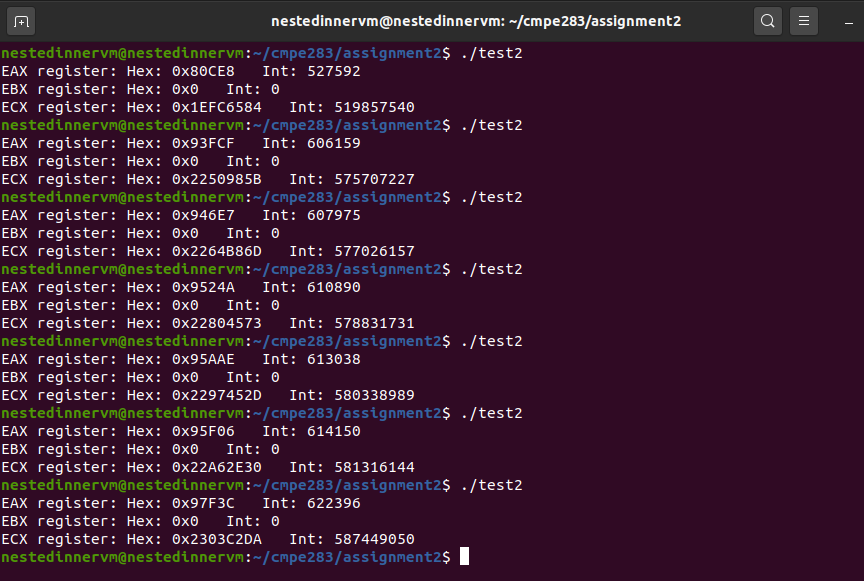 nestedinnervm@nestedinnervm: ~/cmpe283/assignment2
nestedinnervm@nestedinnervm:~/cmpe283/assignment2$ ./test2
EAX register: Hex: 0x80CE8   Int: 527592
EBX register: Hex: 0x0   Int: 0
ECX register: Hex: 0x1EFC6584   Int: 519857540
nestedinnervm@nestedinnervm:~/cmpe283/assignment2$ ./test2
EAX register: Hex: 0x93FCF   Int: 606159
EBX register: Hex: 0x0   Int: 0
ECX register: Hex: 0x2250985B   Int: 575707227
nestedinnervm@nestedinnervm:~/cmpe283/assignment2$ ./test2
EAX register: Hex: 0x946E7   Int: 607975
EBX register: Hex: 0x0   Int: 0
ECX register: Hex: 0x2264B86D   Int: 577026157
nestedinnervm@nestedinnervm:~/cmpe283/assignment2$ ./test2
EAX register: Hex: 0x9524A   Int: 610890
EBX register: Hex: 0x0   Int: 0
ECX register: Hex: 0x22804573   Int: 578831731
nestedinnervm@nestedinnervm:~/cmpe283/assignment2$ ./test2
EAX register: Hex: 0x95AAE   Int: 613038
EBX register: Hex: 0x0   Int: 0
ECX register: Hex: 0x2297452D   Int: 580338989
nestedinnervm@nestedinnervm:~/cmpe283/assignment2$ ./test2
EAX register: Hex: 0x95F06   Int: 614150
EBX register: Hex: 0x0   Int: 0
ECX register: Hex: 0x22A62E30   Int: 581316144
nestedinnervm@nestedinnervm:~/cmpe283/assignment2$ ./test2
EAX register: Hex: 0x97F3C   Int: 622396
EBX register: Hex: 0x0   Int: 0
ECX register: Hex: 0x2303C2DA   Int: 587449050
nestedinnervm@nestedinnervm:~/cmpe283/assignment2$